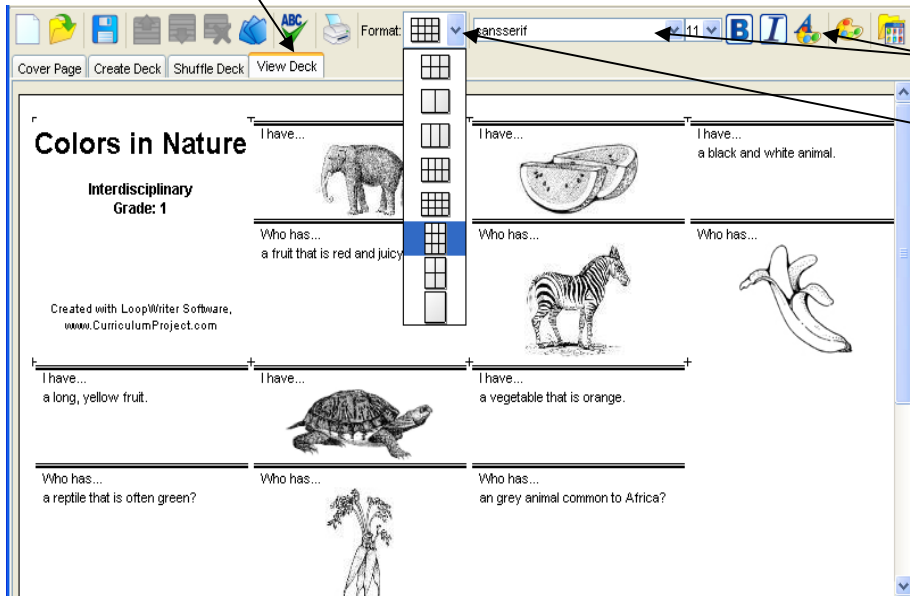 ABC
Format:
sansserif
11
B
I
Cover Page
Create Deck
Shuffle Deck
View Deck
Colors in Nature
Interdisciplinary
Grade: 1
Created with LoopWriter Software,
www.CurriculumProject.com
I have...
Who has...
a fruit that is red and juicy
I have...
Who has...
I have...
a black and white animal.
Who has...
I have...
a long, yellow fruit.
Who has...
a reptile that is often green?
I have...
Who has...
I have...
a vegetable that is orange.
Who has...
an grey animal common to Africa?